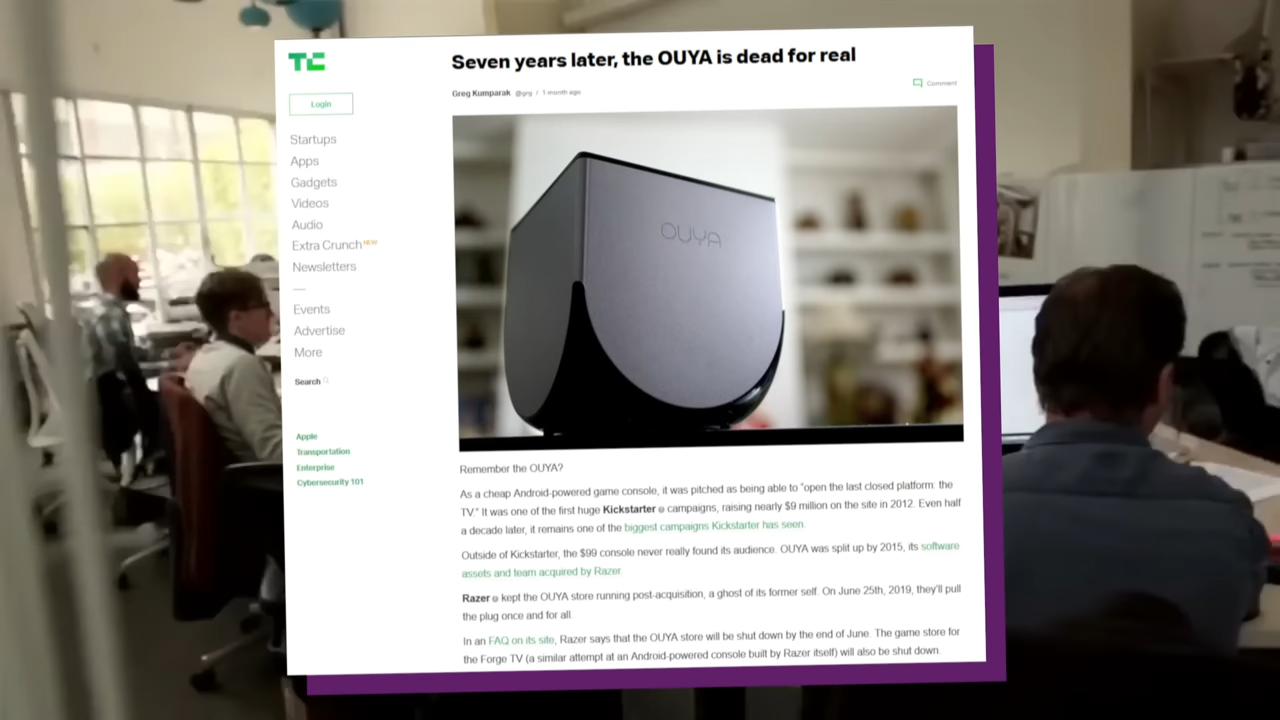 TC
Login
Startups
Apps
Gadgets
Videos
Audio
Extra Crunch NEW
Newsletters
—
Events
Advertise
More
Search
Apple
Transportation
Enterprise
Cybersecurity 101
Seven years later, the OUYA is dead for real
Greg Kumparak @grg / 1 month ago
Comment
OUYA
Remember the OUYA?
As a cheap Android-powered game console, it was pitched as being able to "open the last closed platform: the
TV." It was one of the first huge Kickstarter campaigns, raising nearly $9 million on the site in 2012. Even half
a decade later, it remains one of the biggest campaigns Kickstarter has seen.
Outside of Kickstarter, the $99 console never really found its audience. OUYA was split up by 2015, its software
assets and team acquired by Razer.
Razer kept the OUYA store running post-acquisition, a ghost of its former self. On June 25th, 2019, they'll pull
the plug once and for all.
In an FAQ on its site, Razer says that the OUYA store will be shut down by the end of June. The game store for
the Forge TV (a similar attempt at an Android-powered console built by Razer itself) will also be shut down.